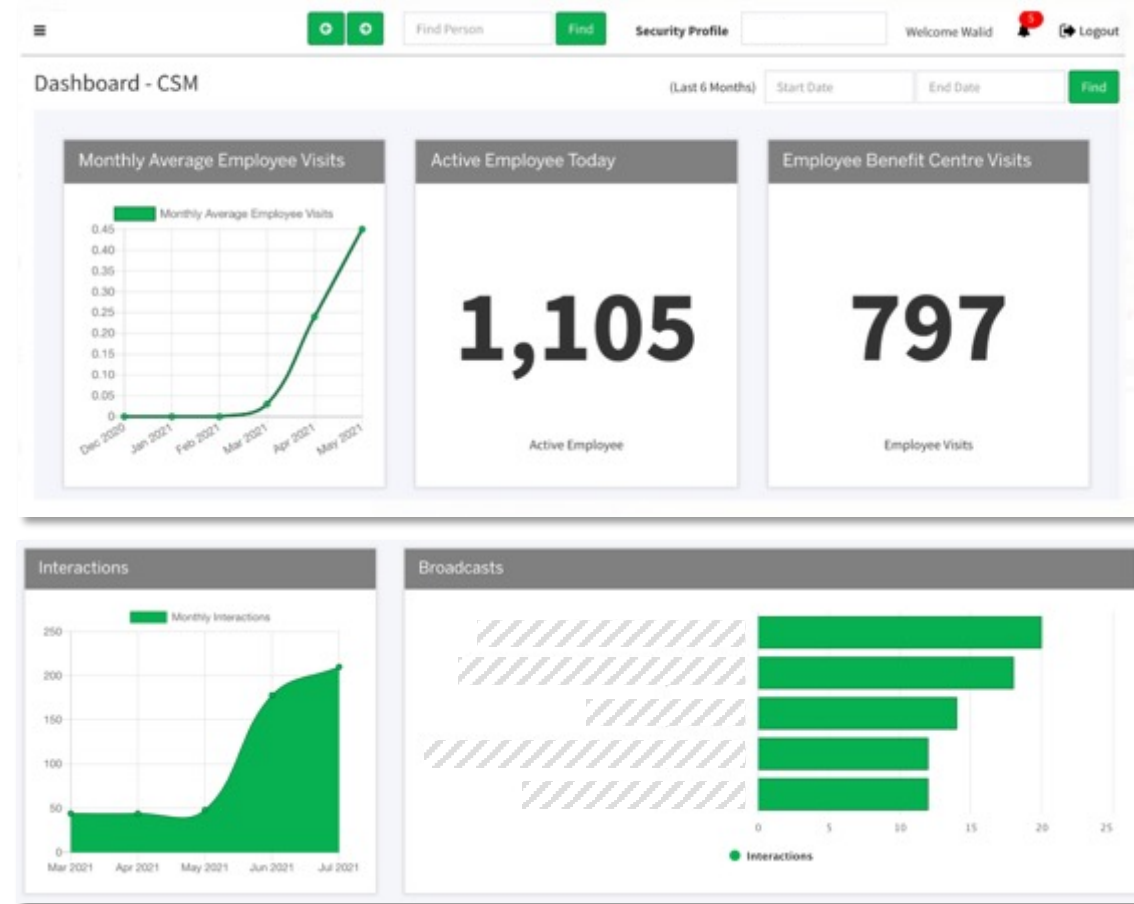 Find Person Find Security Profile Welcome Walid 5 Logout
Dashboard - CSM (Last 6 Months) Start Date End Date Find
Monthly Average Employee Visits
Monthly Average Employee Visits
0.45
0.40
0.35
0.30
0.25
0.20
0.15
0.10
0.05
0
Dec 2020 Jan 2021 Feb 2021 Mar 2021 Apr 2021 May 2021
Active Employee Today
1,105
Active Employee
Employee Benefit Centre Visits
797
Employee Visits
Interactions
Monthly Interactions
250
200
150
100
50
0
Mar 2021 Apr 2021 May 2021 Jun 2021 Jul 2021
Broadcasts
0 5 10 15 20 25
Interactions